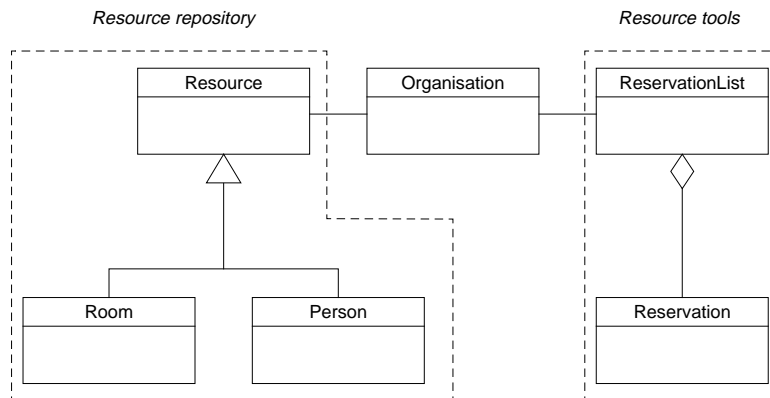 Resource repository
Resource tools
Resource
Organisation
ReservationList
Room
Person
Reservation